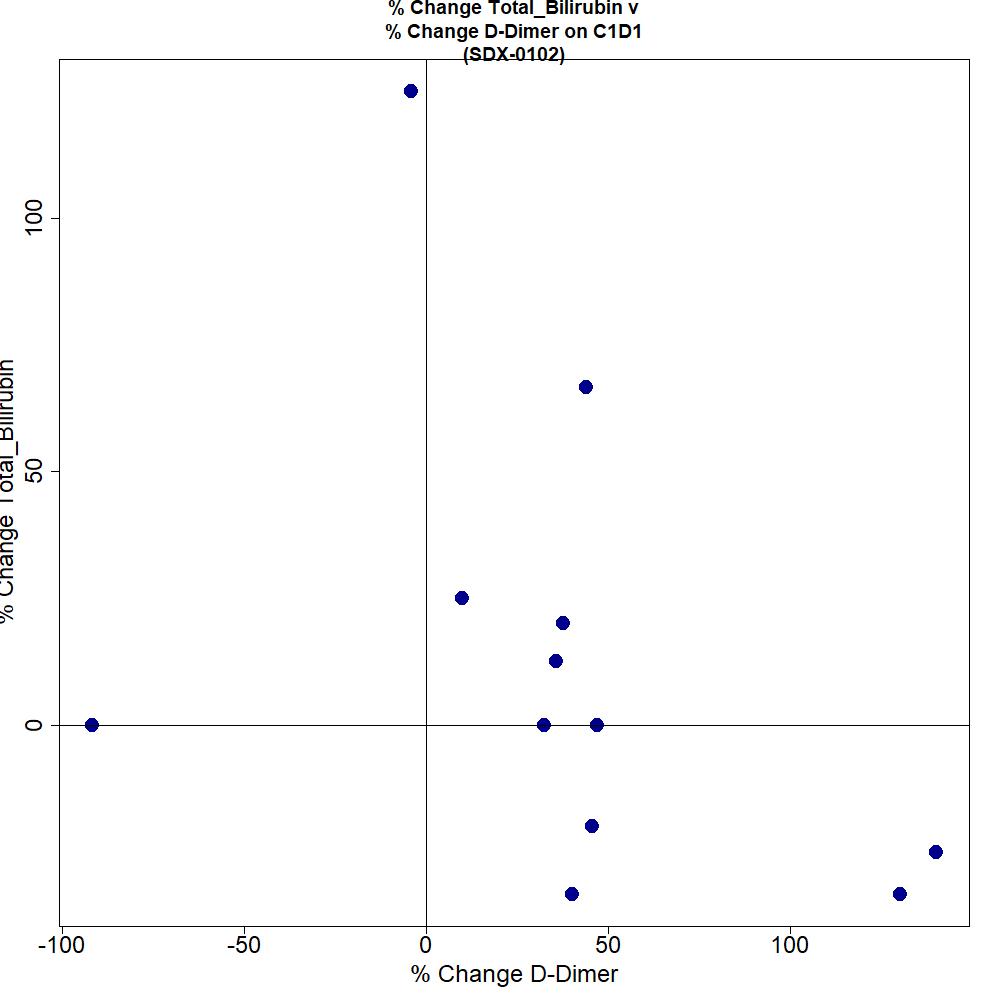 % Change Total_Bilirubin v
% Change D-Dimer on C1D1
(SDX-0102)
% Change Total_Bilirubin
100
50
0
-100
-50
0
50
100
% Change D-Dimer